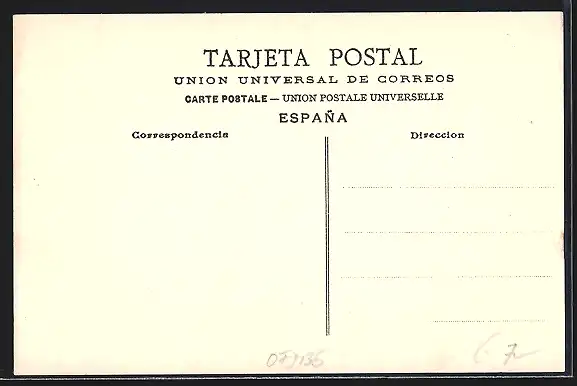 TARJETA POSTAL
UNION UNIVERSAL DE CORREOS
CARTE POSTALE — UNION POSTALE UNIVERSELLE
ESPAÑA
Correspondencia
Direccion